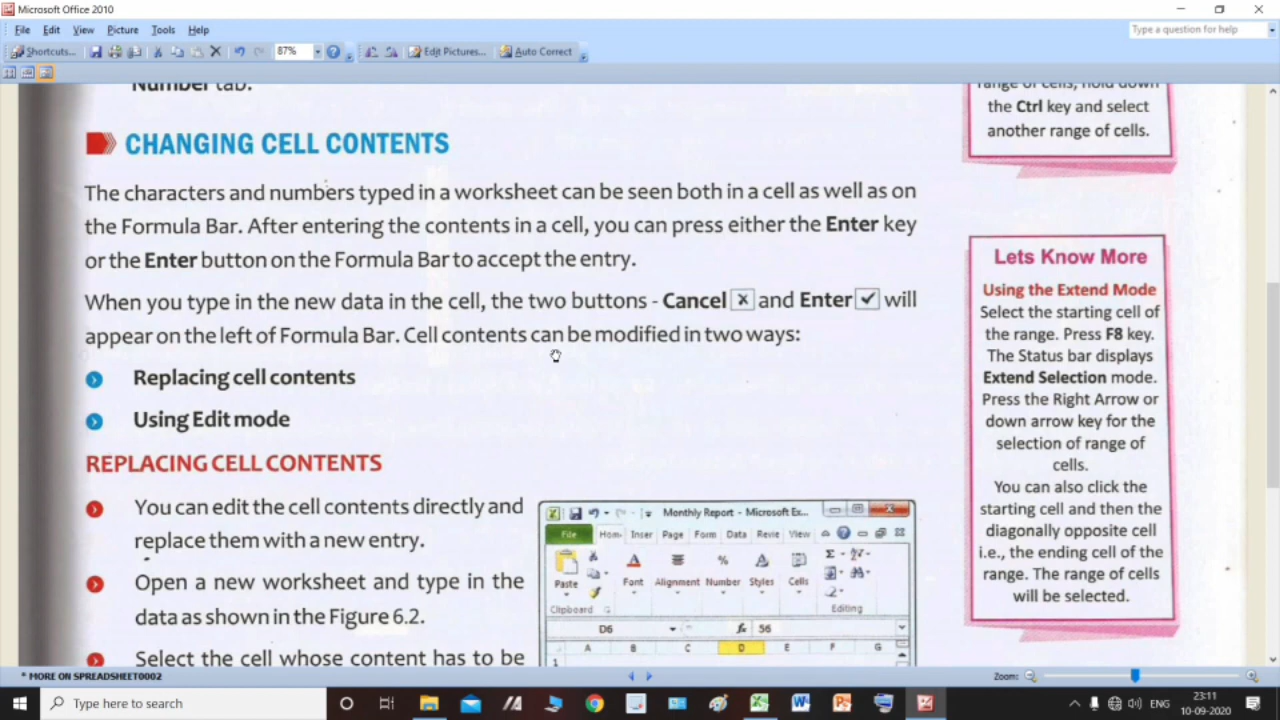 Microsoft Office 2010
File Edit View Picture Tools Help
Type a question for help
Shortcuts... 87% Edit Pictures... Auto Correct
Number tab.
CHANGING CELL CONTENTS
The characters and numbers typed in a worksheet can be seen both in a cell as well as on
the Formula Bar. After entering the contents in a cell, you can press either the Enter key
or the Enter button on the Formula Bar to accept the entry.
When you type in the new data in the cell, the two buttons - Cancel and Enter will
appear on the left of Formula Bar. Cell contents can be modified in two ways:
Replacing cell contents
Using Edit mode
REPLACING CELL CONTENTS
You can edit the cell contents directly and
replace them with a new entry.
Open a new worksheet and type in the
data as shown in the Figure 6.2.
Select the cell whose content has to be
Monthly Report - Microsoft Ex...
File Hom Inser Page Form Data Revie View
Paste Font Alignment Number Styles Cells
Clipboard Editing
D6 fx 56
A B C D E F G
1
range of cells, hold down
the Ctrl key and select
another range of cells.
Lets Know More
Using the Extend Mode
Select the starting cell of
the range. Press F8 key.
The Status bar displays
Extend Selection mode.
Press the Right Arrow or
down arrow key for the
selection of range of
cells.
You can also click the
starting cell and then the
diagonally opposite cell
i.e., the ending cell of the
range. The range of cells
will be selected.
* MORE ON SPREADSHEET0002
Zoom:
Type here to search
ENG
23:11
10-09-2020